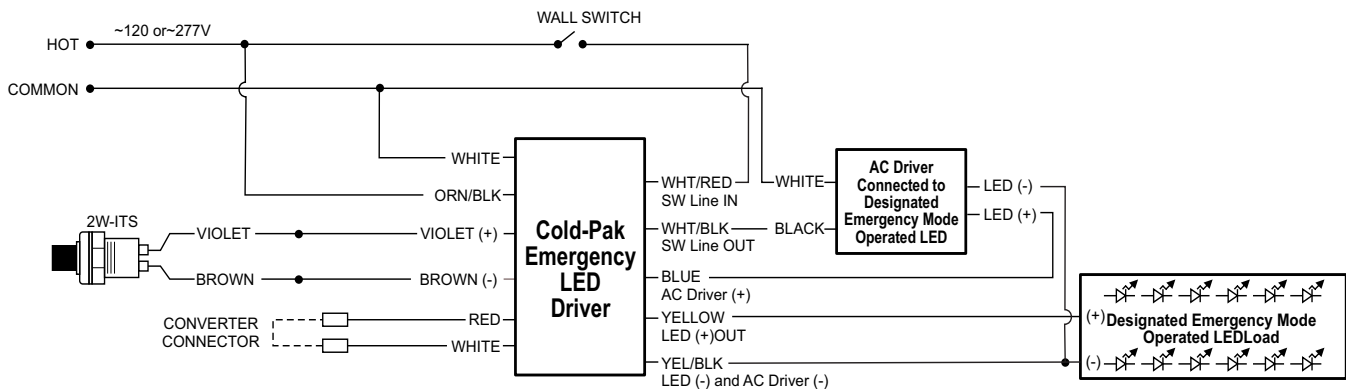 ~120 or~277V
WALL SWITCH
HOT
COMMON
WHITE
ORN/BLK
2W-ITS
VIOLET
VIOLET (+)
BROWN
BROWN (-)
CONVERTER
CONNECTOR
RED
WHITE
Cold-Pak
Emergency
LED
Driver
WHT/RED
SW Line IN
WHT/BLK
SW Line OUT
BLUE
AC Driver (+)
YELLOW
LED (+)OUT
YEL/BLK
LED (-) and AC Driver (-)
WHITE
BLACK
AC Driver
Connected to
Designated
Emergency Mode
Operated LED
LED (-)
LED (+)
(+)
Designated Emergency Mode
Operated LEDLoad
(-)